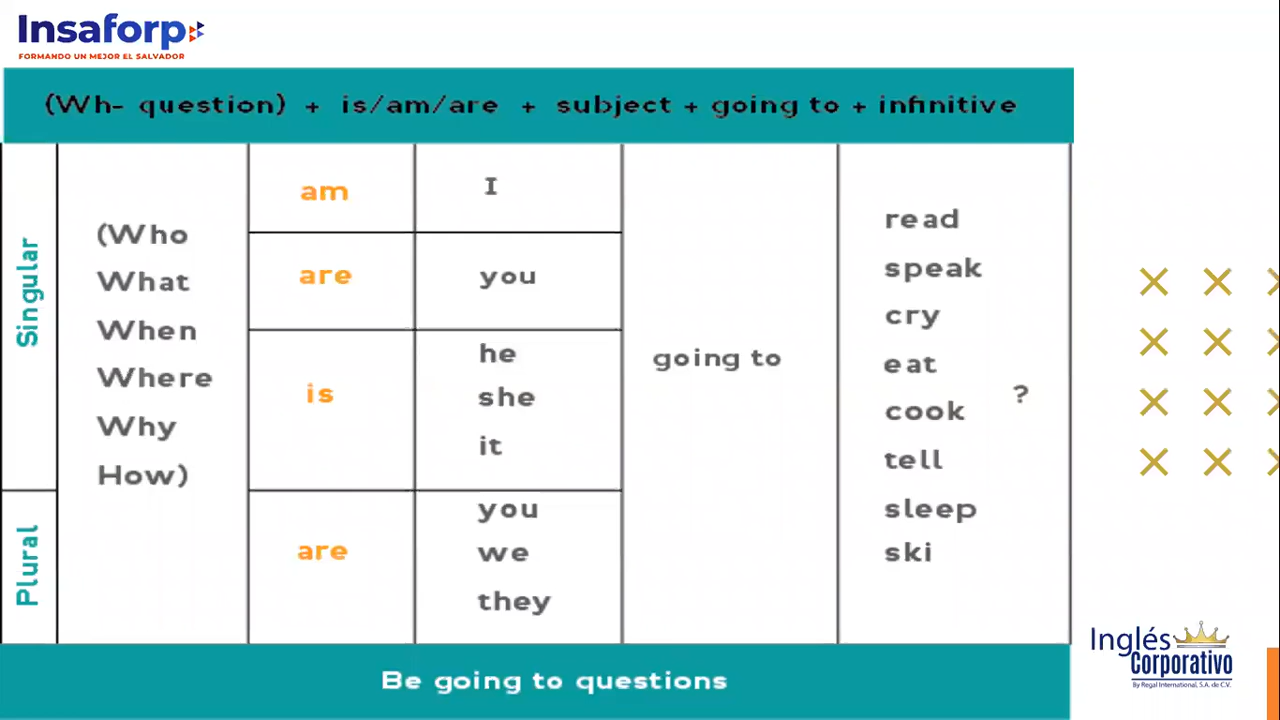 Insaforp
FORMANDO UN MEJOR EL SALVADOR
(Wh- question) + is/am/are + subject + going to + infinitive
Singular
Plural
(Who
What
When
Where
Why
How)
am
are
is
are
I
you
he
she
it
you
we
they
going to
read
speak
cry
eat
cook
tell
sleep
ski
?
Be going to questions
Inglés
Corporativo
By Regal International, S.A. de C.V.